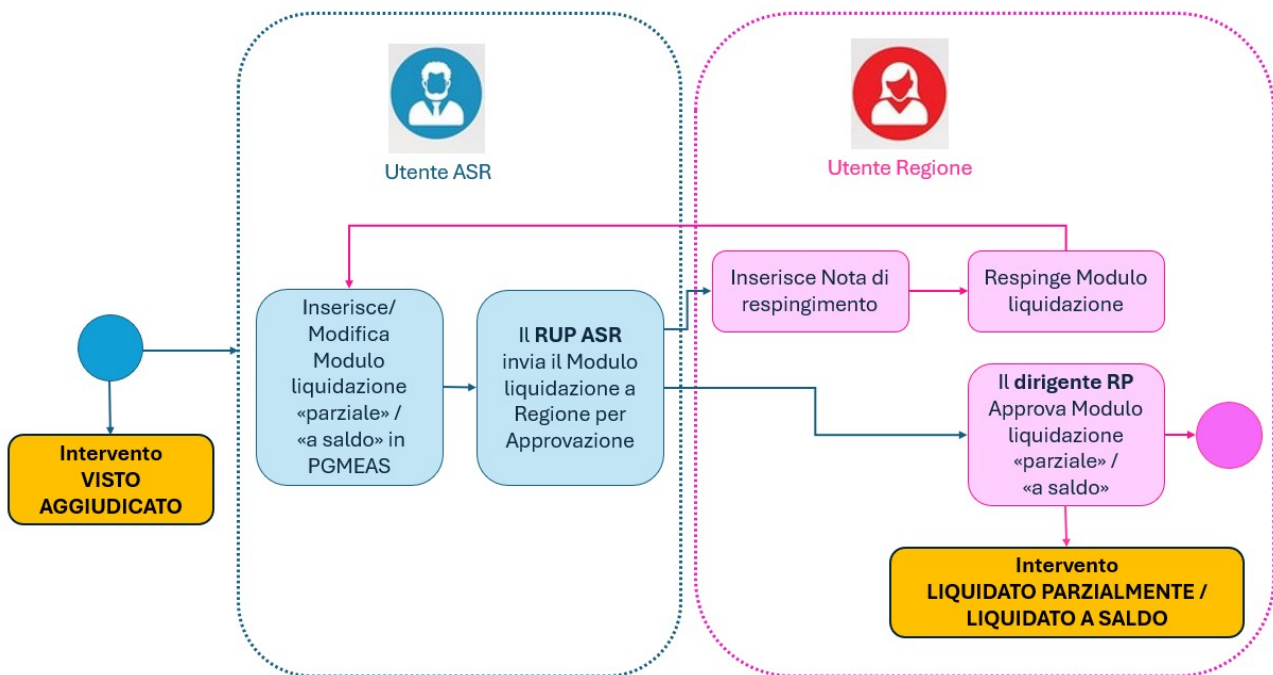 Utente ASR
Utente Regione
Inserisce/
Modifica
Modulo
liquidazione
«parziale» /
«a saldo» in
PGMEAS
Il RUP ASR
invia il Modulo
liquidazione a
Regione per
Approvazione
Inserisce Nota di
respingimento
Respinge Modulo
liquidazione
Il dirigente RP
Approva Modulo
liquidazione
«parziale» /
«a saldo»
Intervento
VISTO
AGGIUDICATO
Intervento
LIQUIDATO PARZIALMENTE /
LIQUIDATO A SALDO